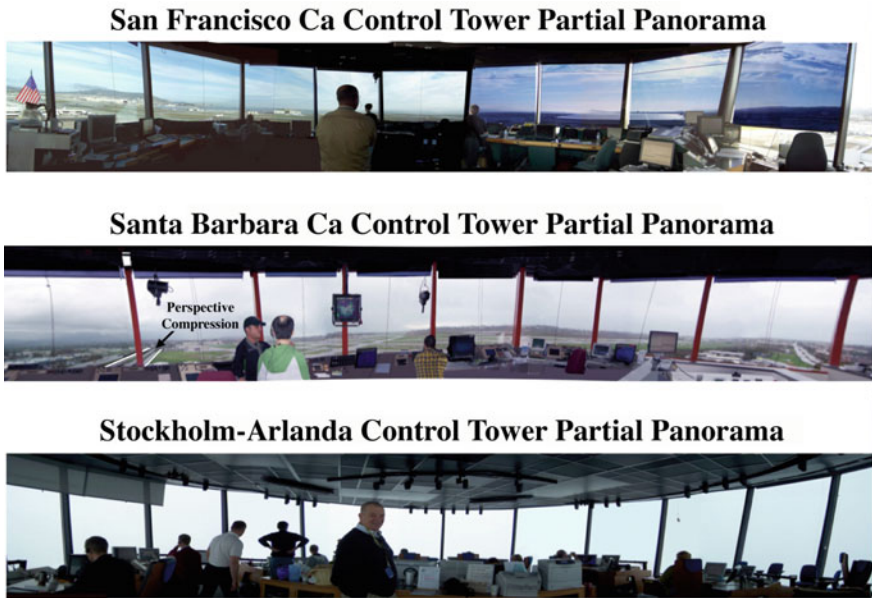 San Francisco Ca Control Tower Partial Panorama
Santa Barbara Ca Control Tower Partial Panorama
Perspective
Compression
Stockholm-Arlanda Control Tower Partial Panorama